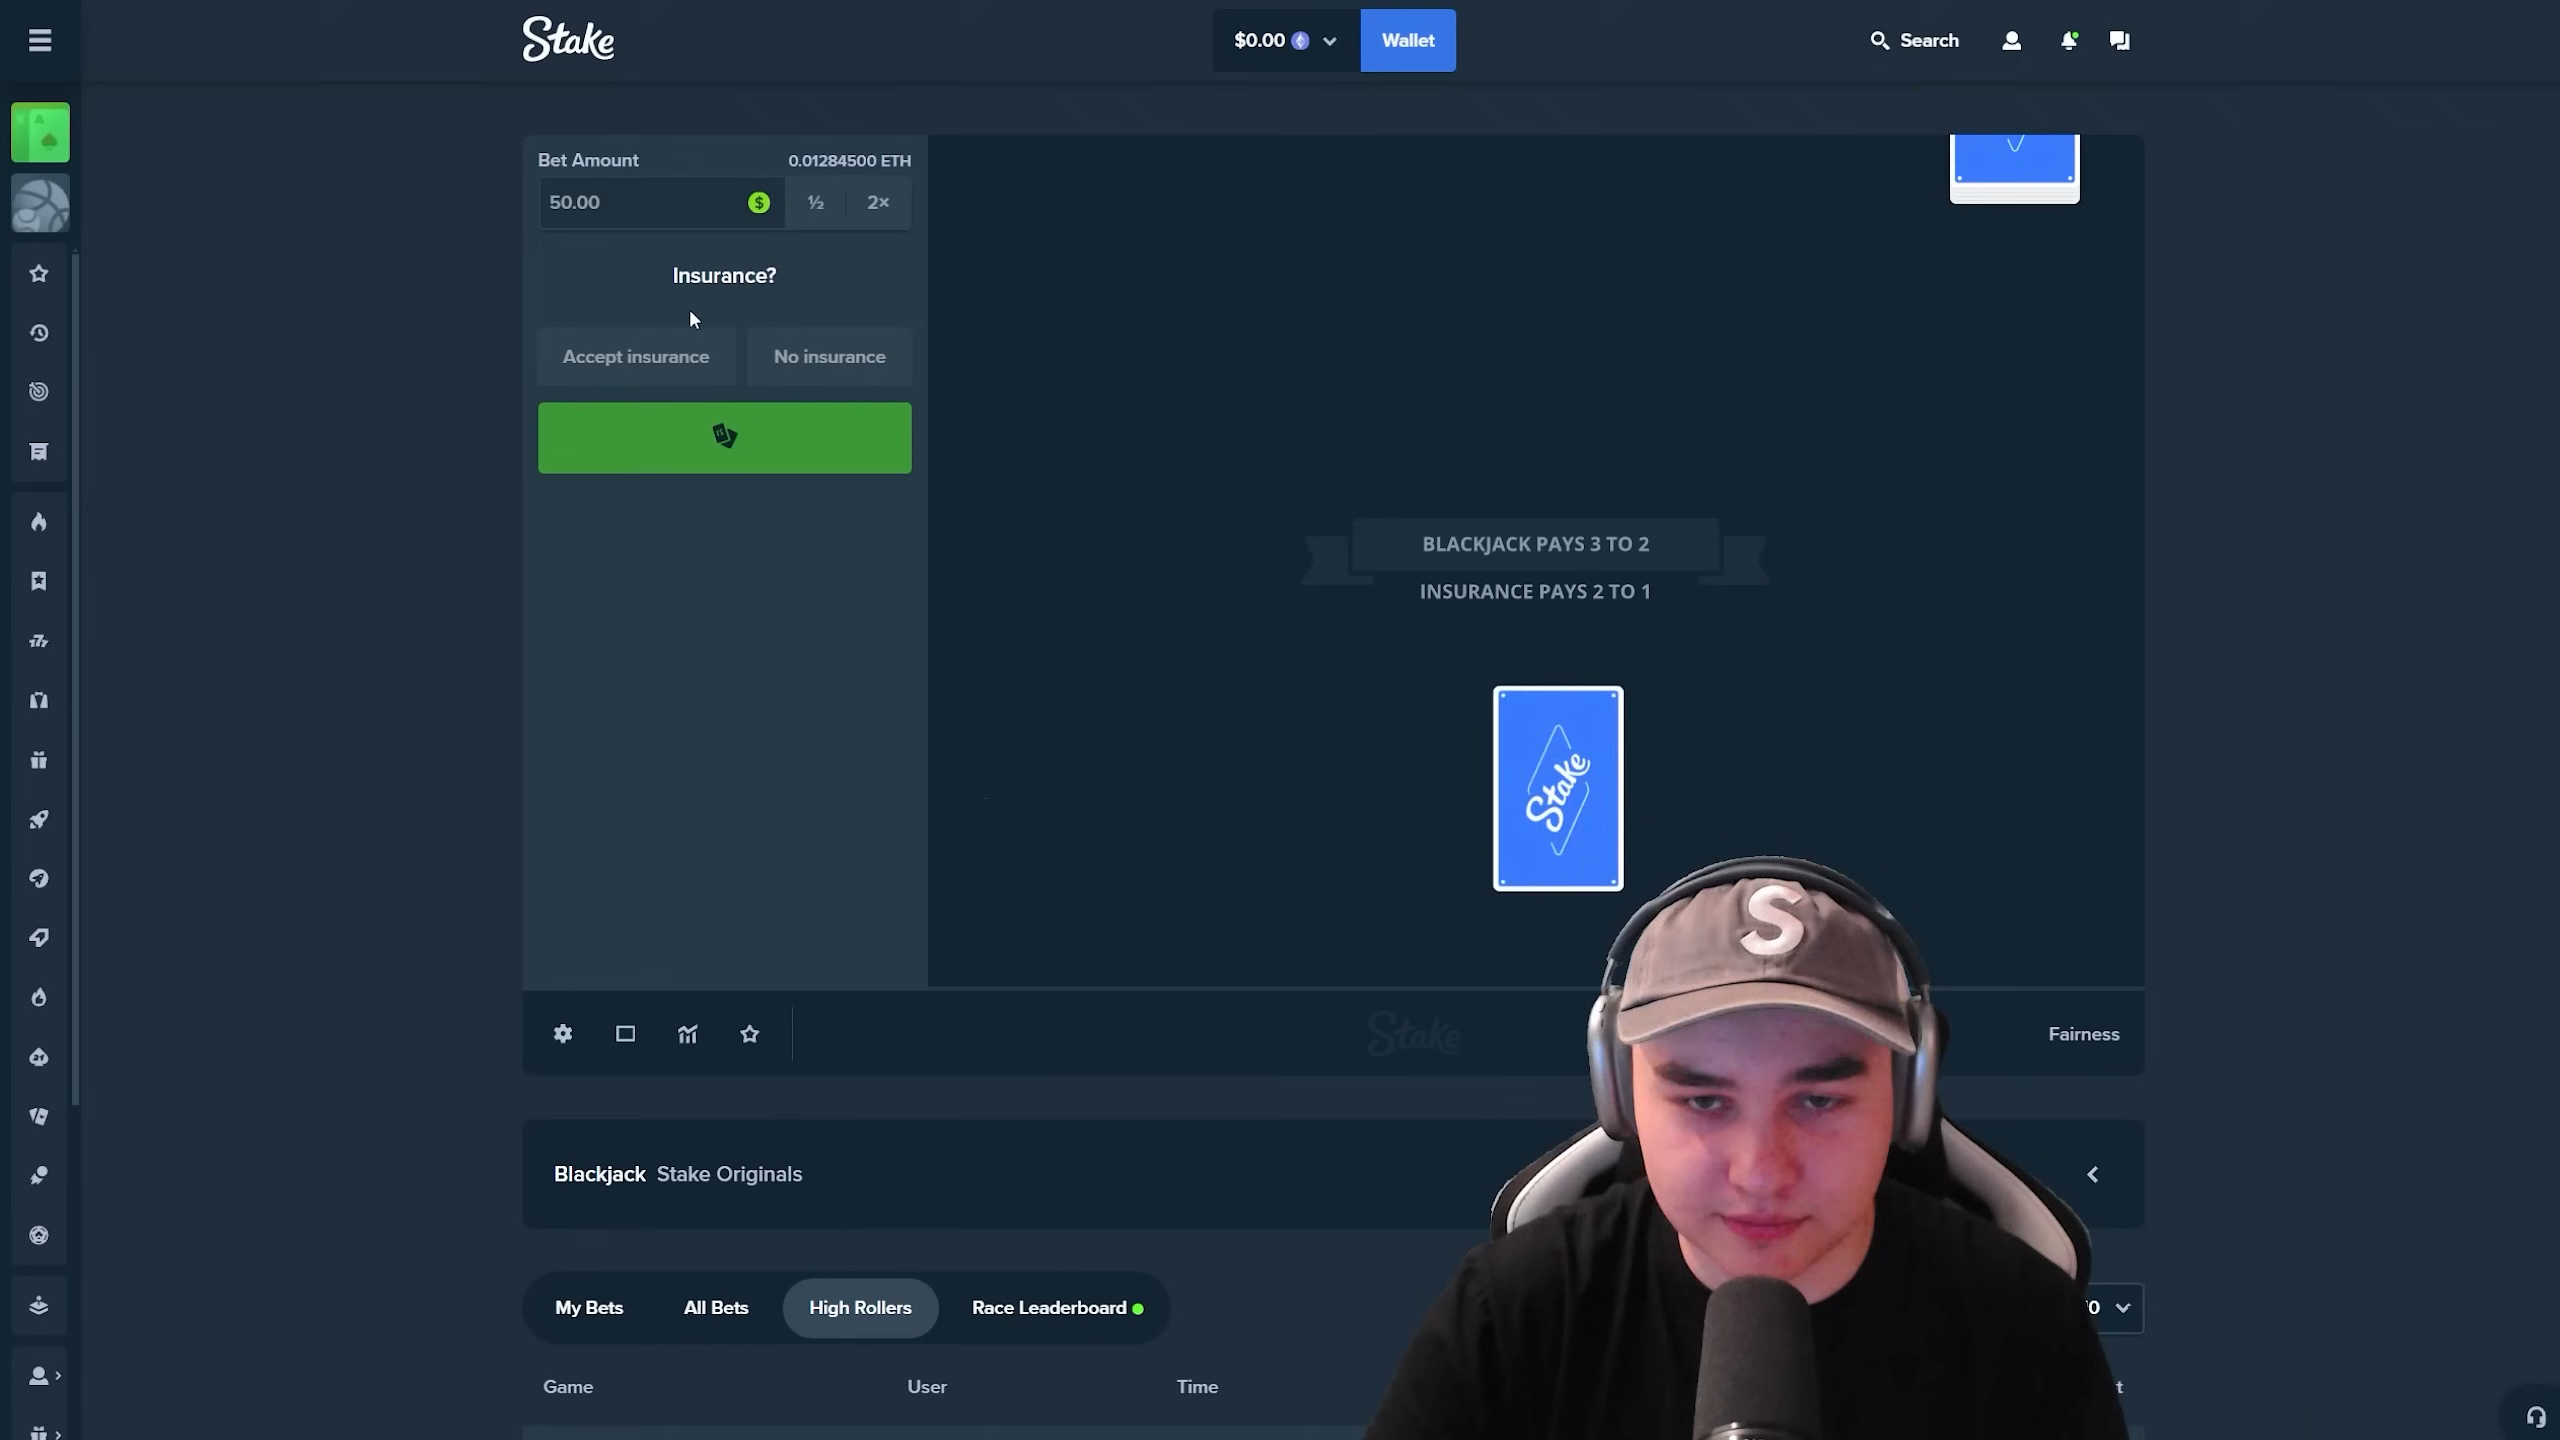 Stake
$0.00
Wallet
Search
Bet Amount
0.01284500 ETH
50.00
$
½
2×
Insurance?
Accept insurance
No insurance
BLACKJACK PAYS 3 TO 2
INSURANCE PAYS 2 TO 1
Stake
S
Stake
Fairness
Blackjack Stake Originals
My Bets
All Bets
High Rollers
Race Leaderboard
Game
User
Time